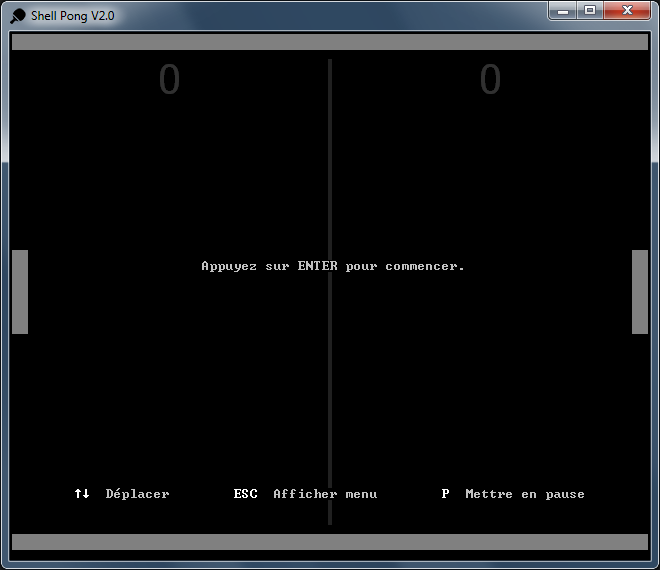 Shell Pong V2.0
0 0
Appuyez sur ENTER pour commencer.
↑↓ Déplacer ESC Afficher menu P Mettre en pause